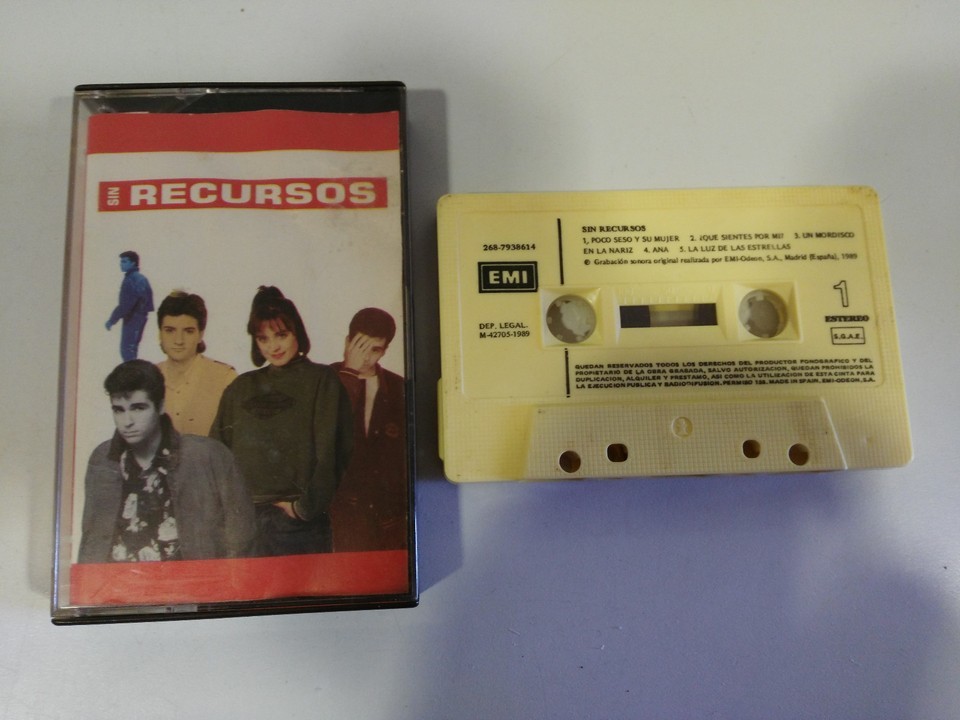 SIN RECURSOS
268-7938614
EMI
DEP. LEGAL.
M-42705-1989
SIN RECURSOS
1, POCO SESO Y SU MUJER 2. ¿QUE SIENTES POR MI? 3. UN MORDISCO
EN LA NARIZ 4. ANA 5. LA LUZ DE LAS ESTRELLAS
℗ Grabación sonora original realizada por EMI-Odeon, S.A., Madrid (España), 1989
1
ESTEREO
S.G.A.E.
QUEDAN RESERVADOS TODOS LOS DERECHOS DEL PRODUCTOR FONOGRAFICO Y DEL
PROPIETARIO DE LA OBRA GRABADA, SALVO AUTORIZACION, QUEDAN PROHIBIDOS LA
DUPLICACION, ALQUILER Y PRESTAMO, ASI COMO LA UTILIZACION DE ESTA CINTA PARA
LA EJECUCION PUBLICA Y RADIODIFUSION. PERMISO 188. MADE IN SPAIN, EMI-ODEON, S.A.